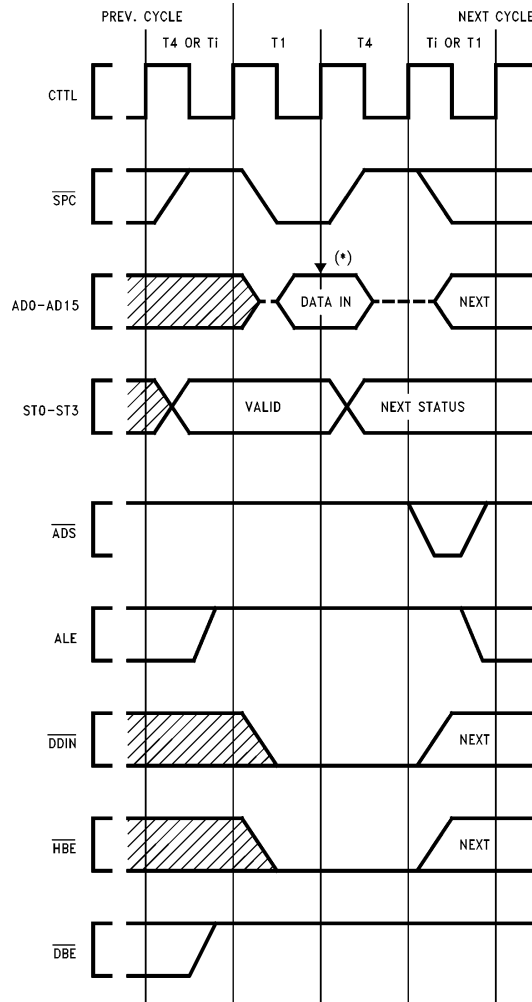 PREV. CYCLE NEXT CYCLE
T4 OR Ti T1 T4 Ti OR T1
CTTL
SPC
(*)
AD0-AD15 DATA IN NEXT
ST0-ST3 VALID NEXT STATUS
ADS
ALE
DDIN NEXT
HBE NEXT
DBE